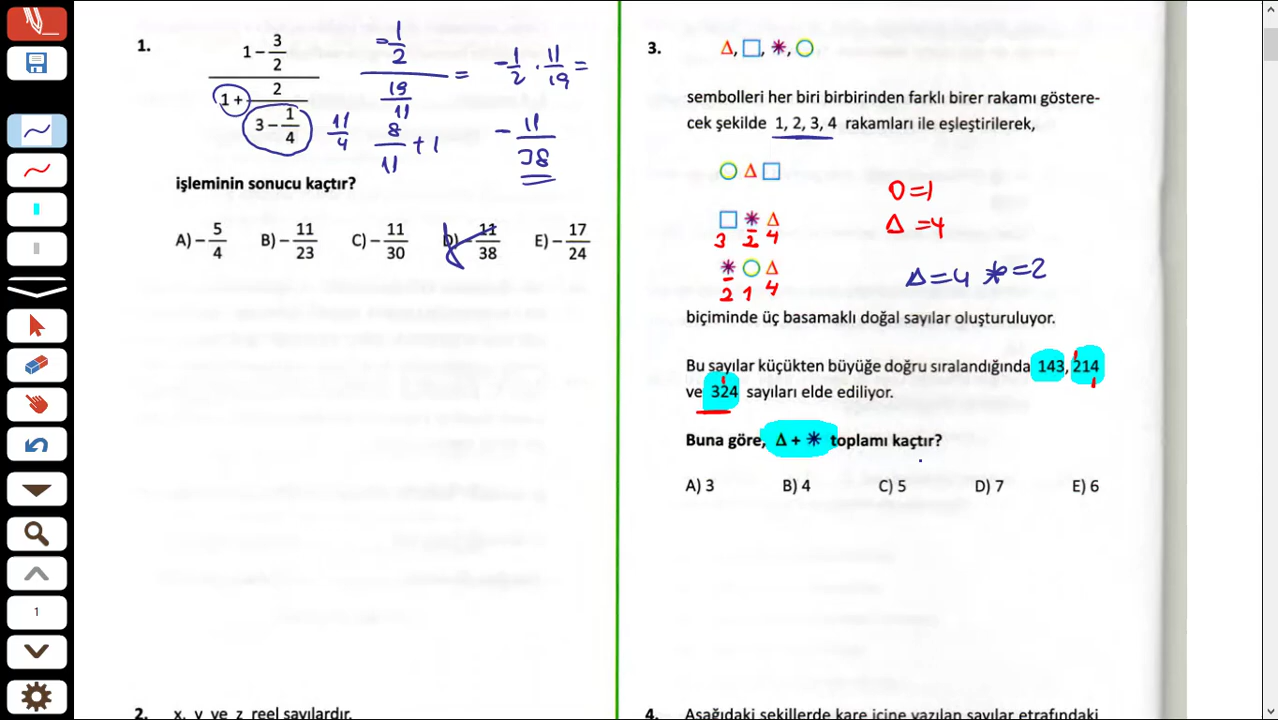 1.
1 − 3/2
1 + 2
3 − 1/4
işleminin sonucu kaçtır?
A) − 5/4 B) − 11/23 C) − 11/30 D) − 11/38 E) − 17/24
− 1/2
19/11
=
− 1/2 · 11/19 =
11/4
8/11 + 1
− 11/38
2. x, y ve z reel sayılardır.
3. Δ, □, *, ○
sembolleri her biri birbirinden farklı birer rakamı göstere-
cek şekilde 1, 2, 3, 4 rakamları ile eşleştirilerek,
○ Δ □
□ * Δ
3 2 4
* ○ Δ
2 1 4
O = 1
Δ = 4
Δ = 4 * = 2
biçiminde üç basamaklı doğal sayılar oluşturuluyor.
Bu sayılar küçükten büyüğe doğru sıralandığında 143, 214
ve 324 sayıları elde ediliyor.
Buna göre, Δ + * toplamı kaçtır?
A) 3 B) 4 C) 5 D) 7 E) 6
4. Aşağıdaki şekillerde kare içine yazılan sayılar etrafındaki
1